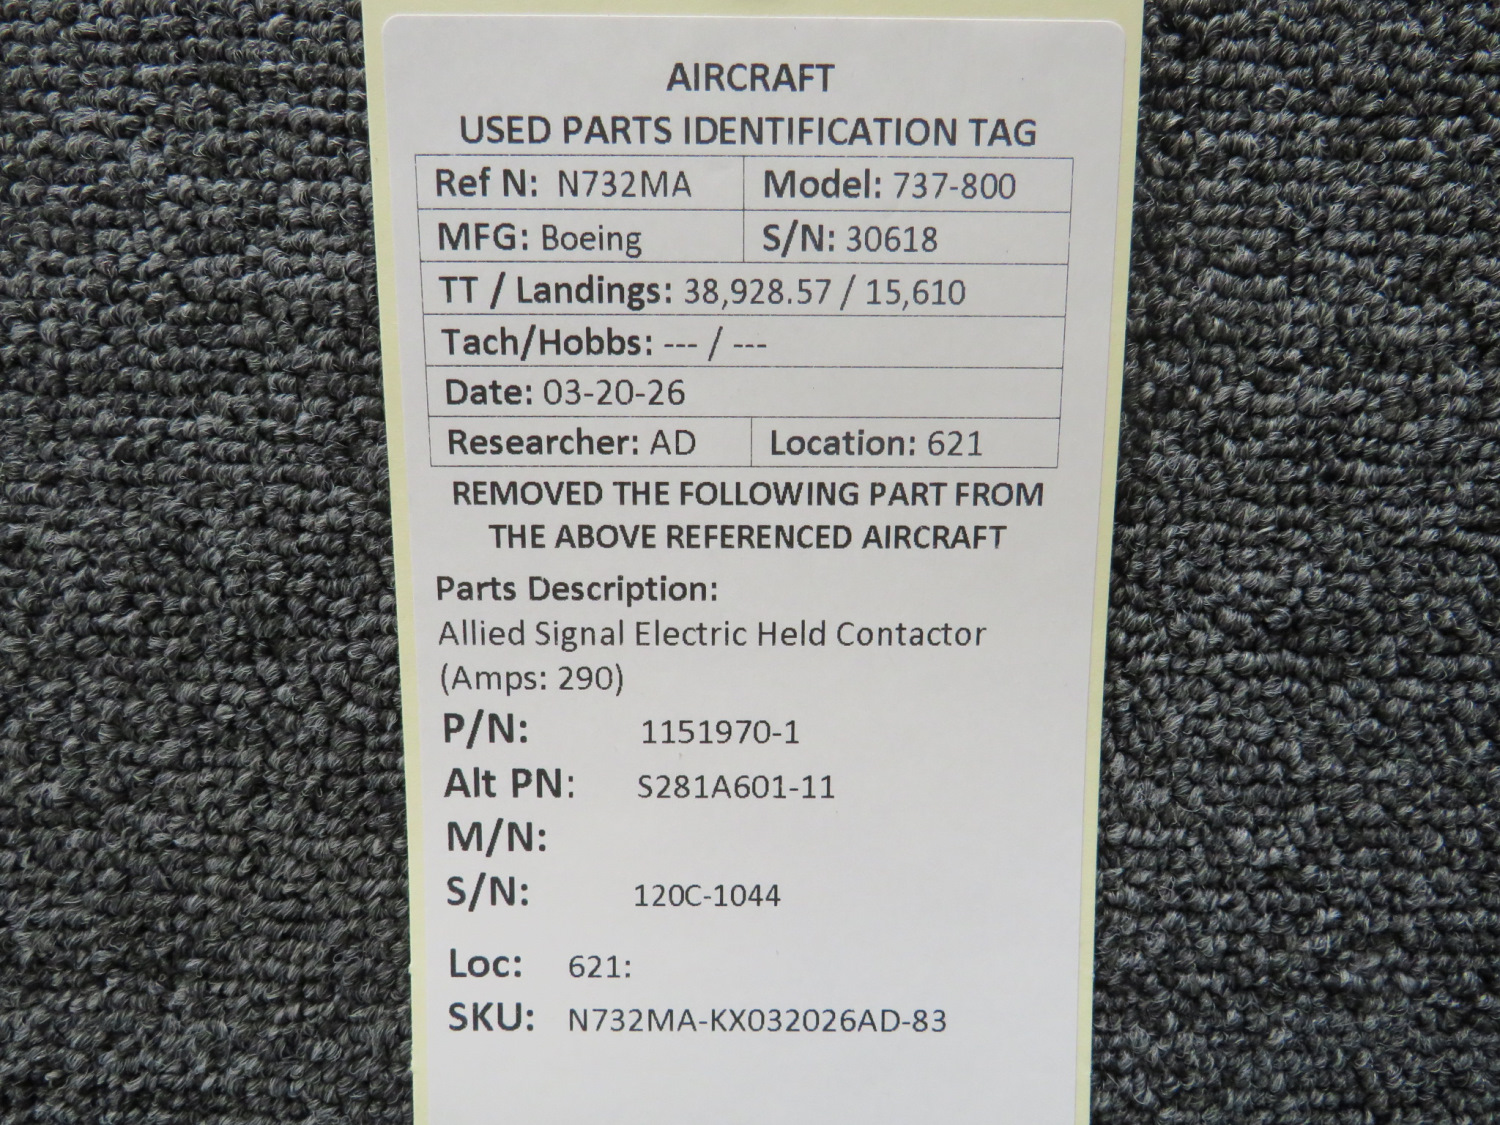 AIRCRAFT
USED PARTS IDENTIFICATION TAG
Ref N: N732MA Model: 737-800
MFG: Boeing S/N: 30618
TT / Landings: 38,928.57 / 15,610
Tach/Hobbs: --- / ---
Date: 03-20-26
Researcher: AD Location: 621
REMOVED THE FOLLOWING PART FROM
THE ABOVE REFERENCED AIRCRAFT
Parts Description:
Allied Signal Electric Held Contactor
(Amps: 290)
P/N: 1151970-1
Alt PN: S281A601-11
M/N:
S/N: 120C-1044
Loc: 621:
SKU: N732MA-KX032026AD-83